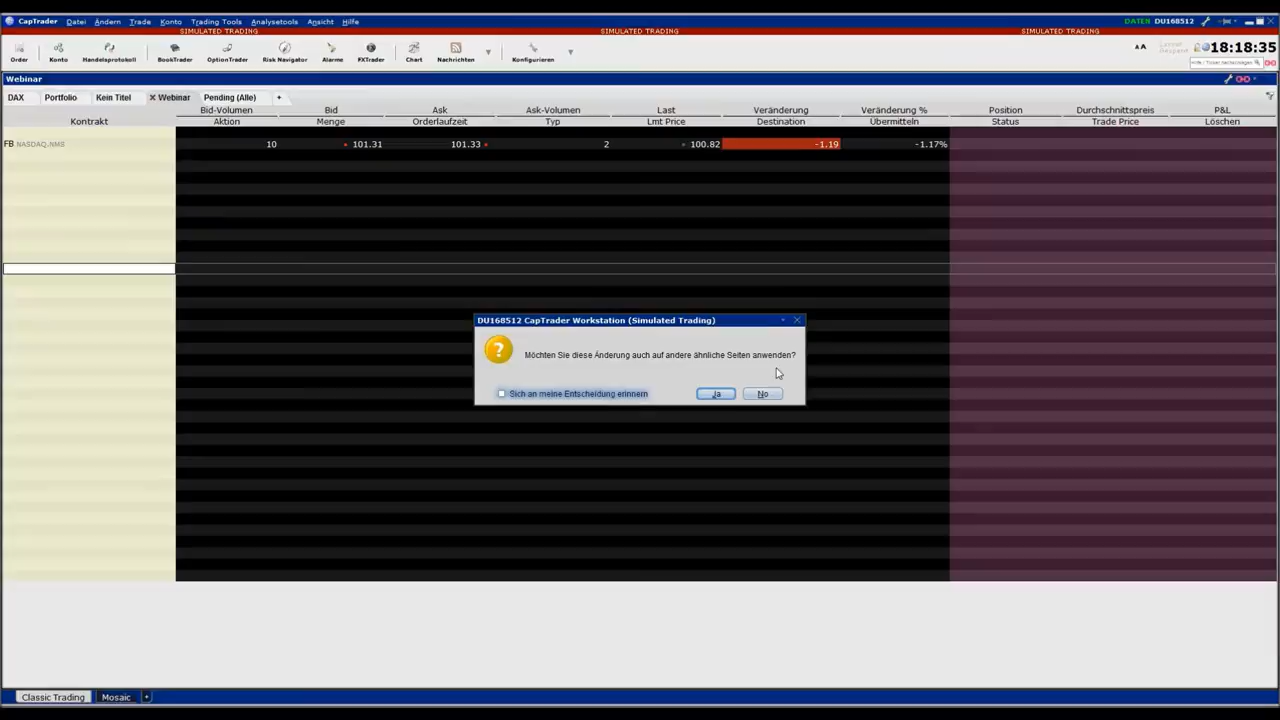 CapTrader Datei Ändern Trade Konto Trading Tools Analysetools Ansicht Hilfe DATEN DU168512
SIMULATED TRADING SIMULATED TRADING SIMULATED TRADING
Order Konto Handelsprotokoll BookTrader OptionTrader Risk Navigator Alarme FXTrader Chart Nachrichten Konfigurieren AA 18:18:35
Webinar
DAX Portfolio Kein Titel X Webinar Pending (Alle) +
Bid-Volumen Bid Ask Ask-Volumen Last Veränderung Veränderung % Position Durchschnittspreis P&L
Kontrakt Aktion Menge Orderlaufzeit Typ Lmt Price Destination Übermitteln Status Trade Price Löschen
FB NASDAQ.NMS 10 101.31 101.33 2 100.82 -1.19 -1.17%
DU168512 CapTrader Workstation (Simulated Trading)
? Möchten Sie diese Änderung auch auf andere ähnliche Seiten anwenden?
Sich an meine Entscheidung erinnern Ja No
Classic Trading Mosaic +